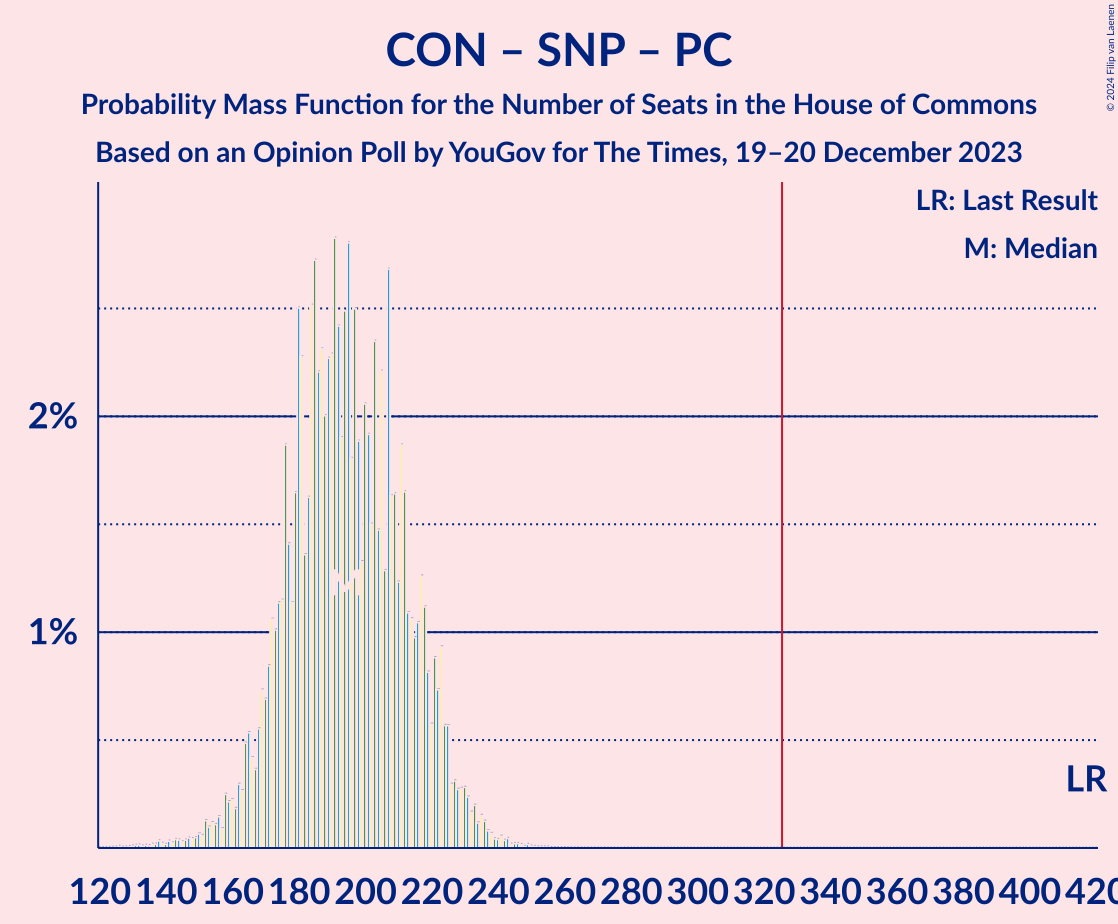 CON – SNP – PC
Probability Mass Function for the Number of Seats in the House of Commons
Based on an Opinion Poll by YouGov for The Times, 19–20 December 2023
© 2024 Filip van Laenen
LR: Last Result
M: Median
2%
1%
M
LR
120 140 160 180 200 220 240 260 280 300 320 340 360 380 400 420